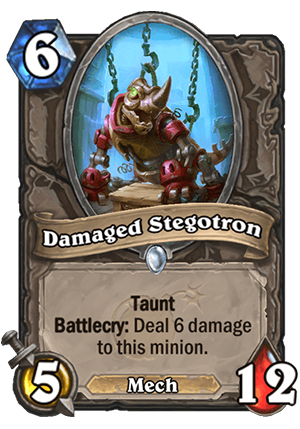 6
Damaged Stegotron
Taunt
Battlecry: Deal 6 damage
to this minion.
5
Mech
12